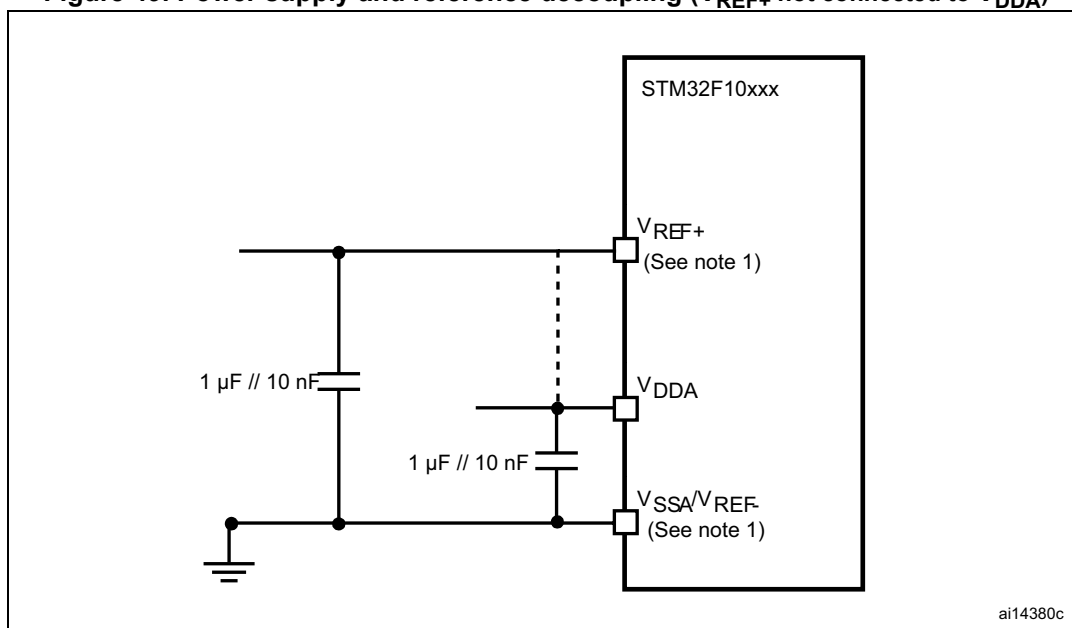 STM32F10xxx
VREF+
(See note 1)
1 µF // 10 nF
VDDA
1 µF // 10 nF
VSSA/VREF-
(See note 1)
ai14380c